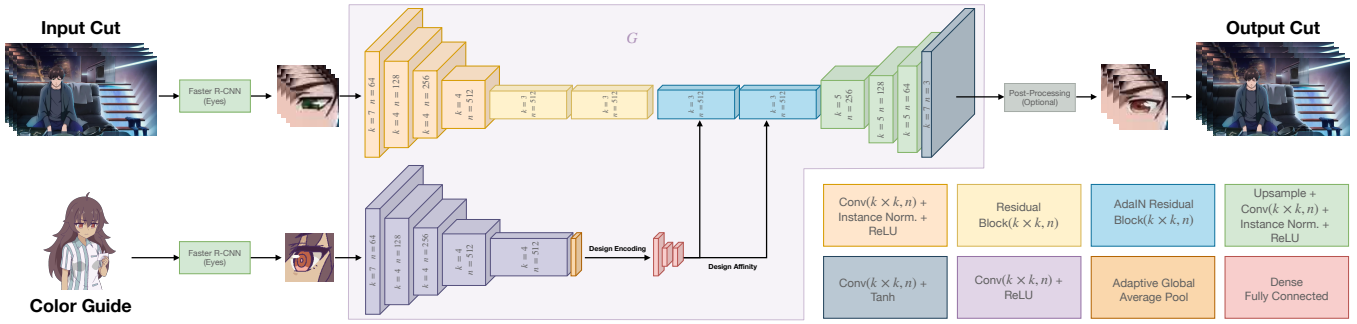 Input Cut
Faster R-CNN
(Eyes)
G
k = 7 n = 64
k = 4 n = 128
k = 4 n = 256
k = 4
n = 512
k = 3
n = 512
k = 3
n = 512
k = 3
n = 512
k = 3
n = 512
k = 5
n = 256
k = 5 n = 128
k = 5 n = 64
k = 7 n = 3
Post-Processing
(Optional)
Output Cut
Color Guide
Faster R-CNN
(Eyes)
k = 7 n = 64
k = 4 n = 128
k = 4 n = 256
k = 4
n = 512
k = 4
n = 512
Design Encoding
Design Affinity
Conv(k × k, n) +
Instance Norm. +
ReLU
Residual
Block(k × k, n)
AdaIN Residual
Block(k × k, n)
Upsample +
Conv(k × k, n) +
Instance Norm. +
ReLU
Conv(k × k, n) +
Tanh
Conv(k × k, n) +
ReLU
Adaptive Global
Average Pool
Dense
Fully Connected